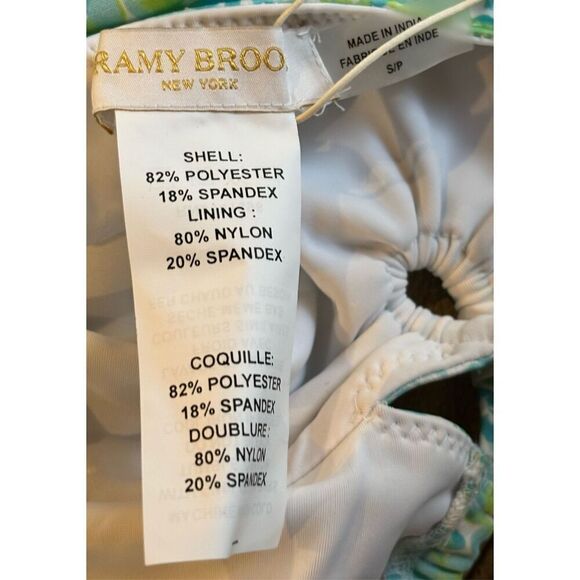 RAMY BROO
NEW YORK
MADE IN INDIA
FABRIQUE EN INDE
S/P
SHELL:
82% POLYESTER
18% SPANDEX
LINING :
80% NYLON
20% SPANDEX
COQUILLE:
82% POLYESTER
18% SPANDEX
DOUBLURE :
80% NYLON
20% SPANDEX